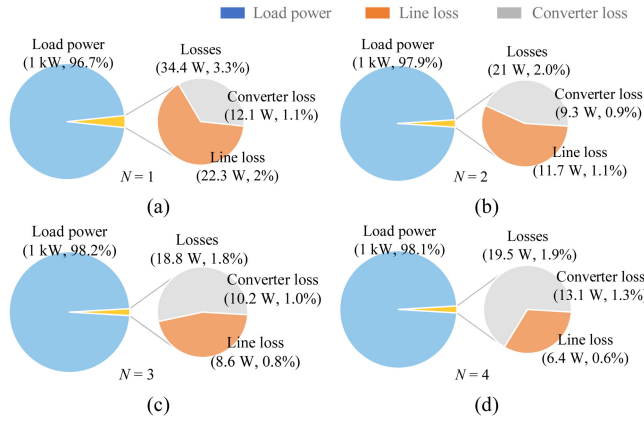 Load power Line loss Converter loss
Load power
(1 kW, 96.7%)
Losses
(34.4 W, 3.3%)
Converter loss
(12.1 W, 1.1%)
Line loss
(22.3 W, 2%)
N = 1
(a)
Load power
(1 kW, 97.9%)
Losses
(21 W, 2.0%)
Converter loss
(9.3 W, 0.9%)
Line loss
(11.7 W, 1.1%)
N = 2
(b)
Load power
(1 kW, 98.2%)
Losses
(18.8 W, 1.8%)
Converter loss
(10.2 W, 1.0%)
Line loss
(8.6 W, 0.8%)
N = 3
(c)
Load power
(1 kW, 98.1%)
Losses
(19.5 W, 1.9%)
Converter loss
(13.1 W, 1.3%)
Line loss
(6.4 W, 0.6%)
N = 4
(d)